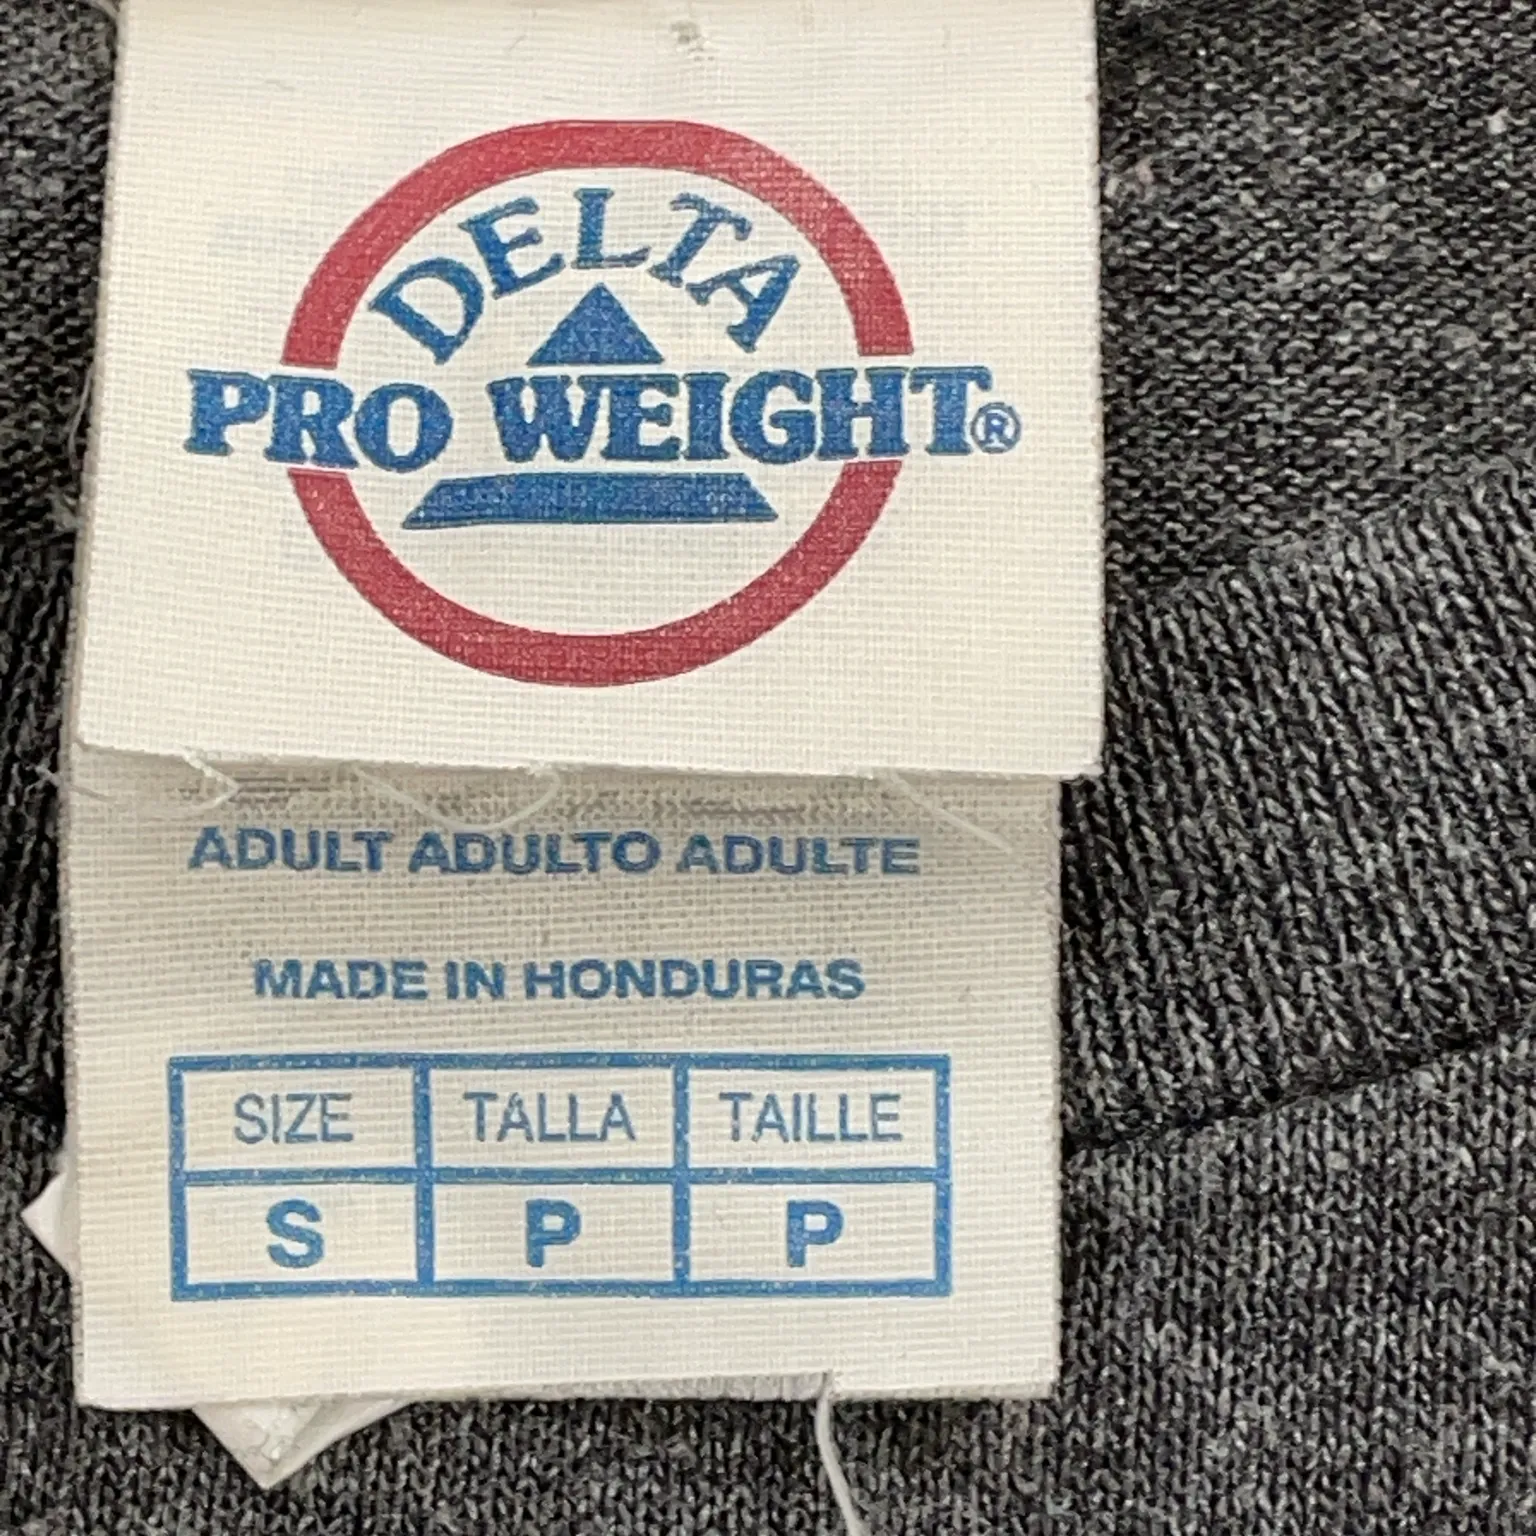 DELTA
PRO WEIGHT®
ADULT ADULTO ADULTE
MADE IN HONDURAS
SIZE TALLA TAILLE
S P P